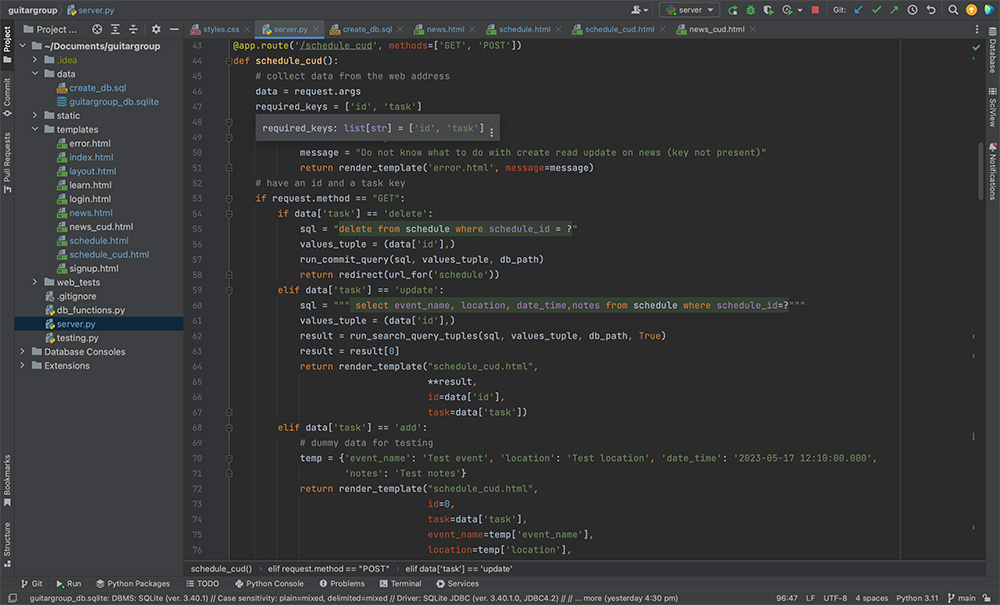 guitargroup server.py
server
Git:
Project ...
styles.css server.py create_db.sql news.html schedule.html schedule_cud.html news_cud.html
Project
Commit
Pull Requests
Bookmarks
Structure
~/Documents/guitargroup
.idea
data
create_db.sql
guitargroup_db.sqlite
static
templates
error.html
index.html
layout.html
learn.html
login.html
news.html
news_cud.html
schedule.html
schedule_cud.html
signup.html
web_tests
.gitignore
db_functions.py
server.py
testing.py
Database Consoles
Extensions
43 @app.route('/schedule_cud', methods=['GET', 'POST'])
44 def schedule_cud():
45 # collect data from the web address
46 data = request.args
47 required_keys = ['id', 'task']
48
required_keys: list[str] = ['id', 'task']
49
50 message = "Do not know what to do with create read update on news (key not present)"
51 return render_template('error.html', message=message)
52 # have an id and a task key
53 if request.method == "GET":
54 if data['task'] == 'delete':
55 sql = "delete from schedule where schedule_id = ?"
56 values_tuple = (data['id'],)
57 run_commit_query(sql, values_tuple, db_path)
58 return redirect(url_for('schedule'))
59 elif data['task'] == 'update':
60 sql = """ select event_name, location, date_time,notes from schedule where schedule_id=?"""
61 values_tuple = (data['id'],)
62 result = run_search_query_tuples(sql, values_tuple, db_path, True)
63 result = result[0]
64 return render_template("schedule_cud.html",
65 **result,
66 id=data['id'],
67 task=data['task'])
68 elif data['task'] == 'add':
69 # dummy data for testing
70 temp = {'event_name': 'Test event', 'location': 'Test location', 'date_time': '2023-05-17 12:10:00.000',
71 'notes': 'Test notes'}
72 return render_template("schedule_cud.html",
73 id=0,
74 task=data['task'],
75 event_name=temp['event_name'],
76 location=temp['location'],
Database
SciView
Notifications
schedule_cud() elif request.method == "POST" elif data['task'] == 'update'
Git Run Python Packages TODO Python Console Problems Terminal Services
guitargroup_db.sqlite: DBMS: SQLite (ver. 3.40.1) // Case sensitivity: plain=mixed, delimited=mixed // Driver: SQLite JDBC (ver. 3.40.1.0, JDBC4.2) // // ... more (yesterday 4:30 pm) 96:47 LF UTF-8 4 spaces Python 3.11 main